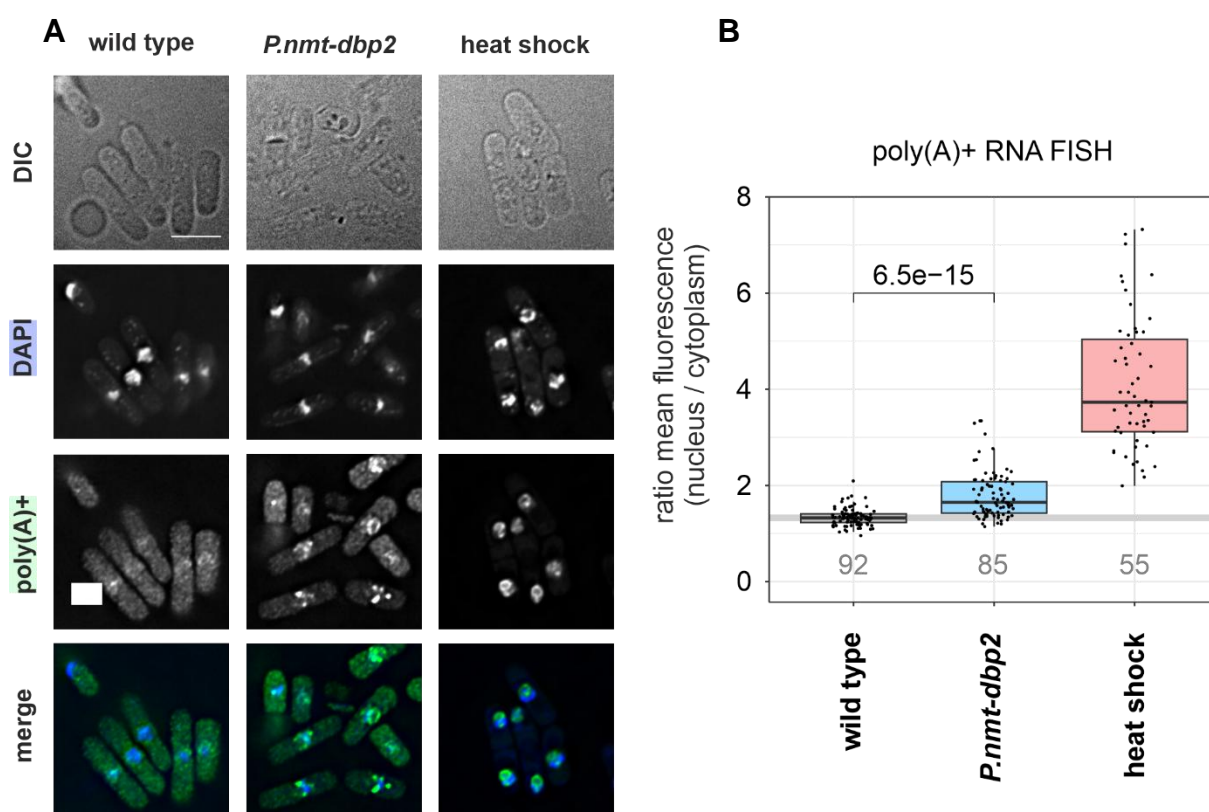 A
wild type
P.nmt-dbp2
heat shock
DIC
DAPI
poly(A)+
merge
B
poly(A)+ RNA FISH
ratio mean fluorescence
(nucleus / cytoplasm)
8
6
4
2
0
6.5e−15
92
85
55
wild type
P.nmt-dbp2
heat shock